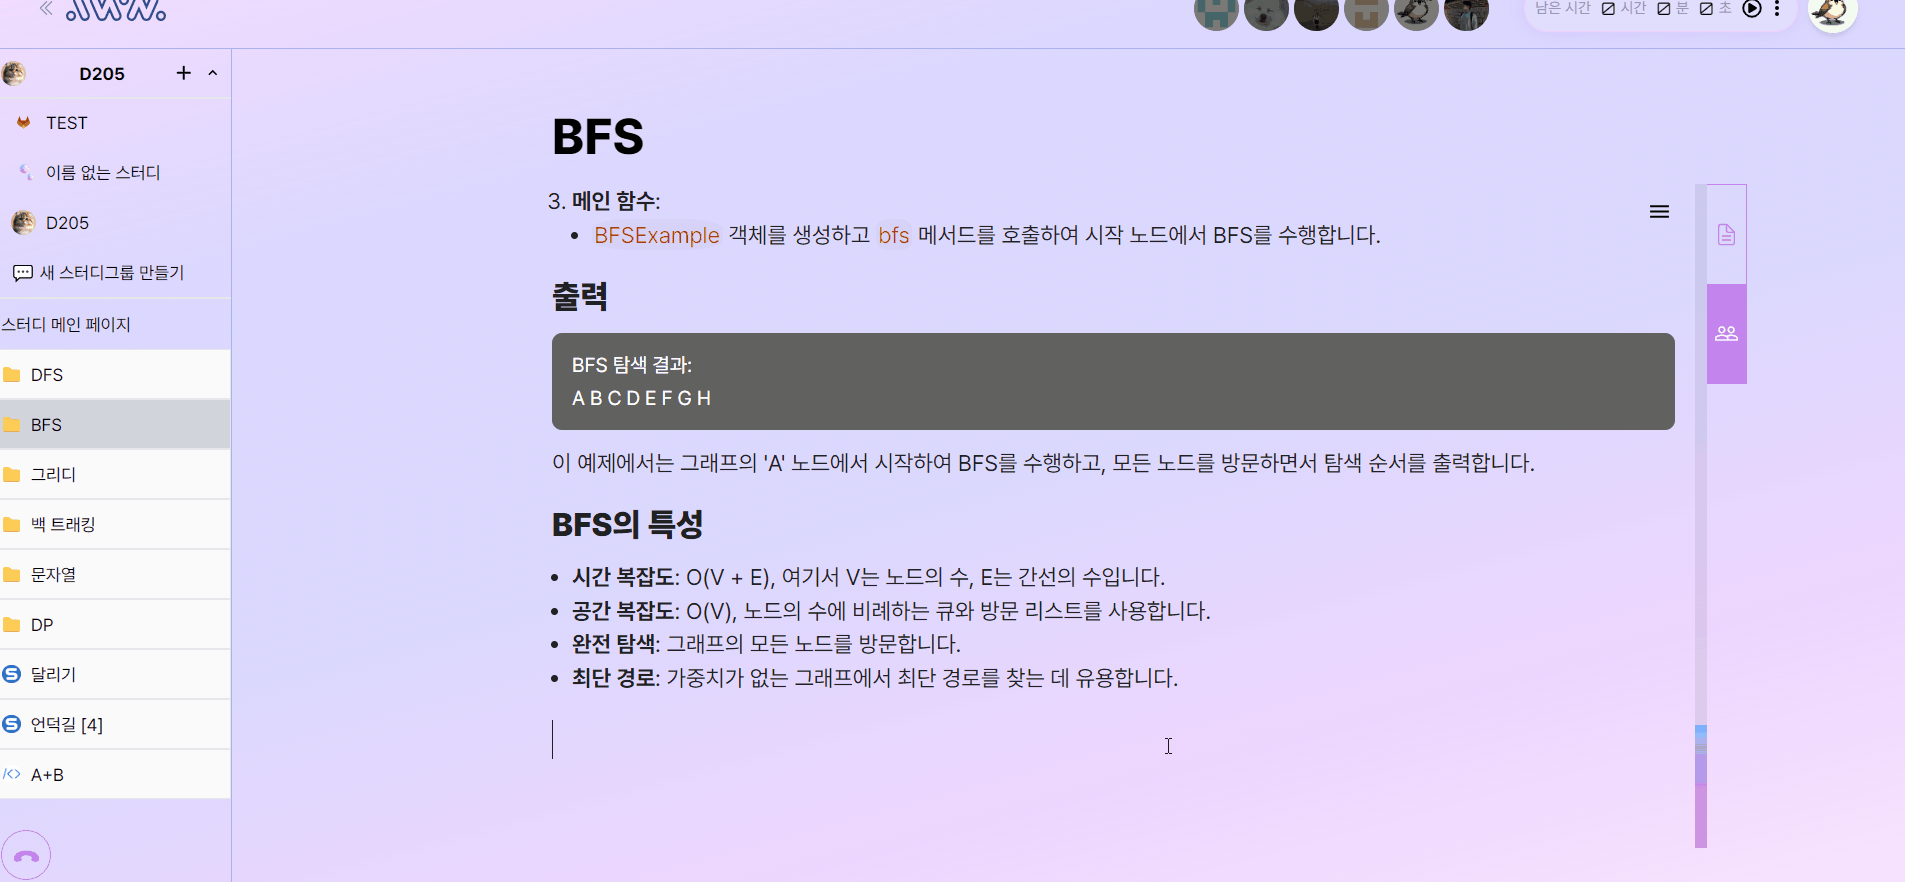 남은 시간 시간 분 초
D205
TEST
이름 없는 스터디
D205
새 스터디그룹 만들기
스터디 메인 페이지
DFS
BFS
그리디
백 트래킹
문자열
DP
달리기
언덕길 [4]
A+B
BFS
3. 메인 함수:
BFSExample 객체를 생성하고 bfs 메서드를 호출하여 시작 노드에서 BFS를 수행합니다.
출력
BFS 탐색 결과:
A B C D E F G H
이 예제에서는 그래프의 'A' 노드에서 시작하여 BFS를 수행하고, 모든 노드를 방문하면서 탐색 순서를 출력합니다.
BFS의 특성
시간 복잡도: O(V + E), 여기서 V는 노드의 수, E는 간선의 수입니다.
공간 복잡도: O(V), 노드의 수에 비례하는 큐와 방문 리스트를 사용합니다.
완전 탐색: 그래프의 모든 노드를 방문합니다.
최단 경로: 가중치가 없는 그래프에서 최단 경로를 찾는 데 유용합니다.